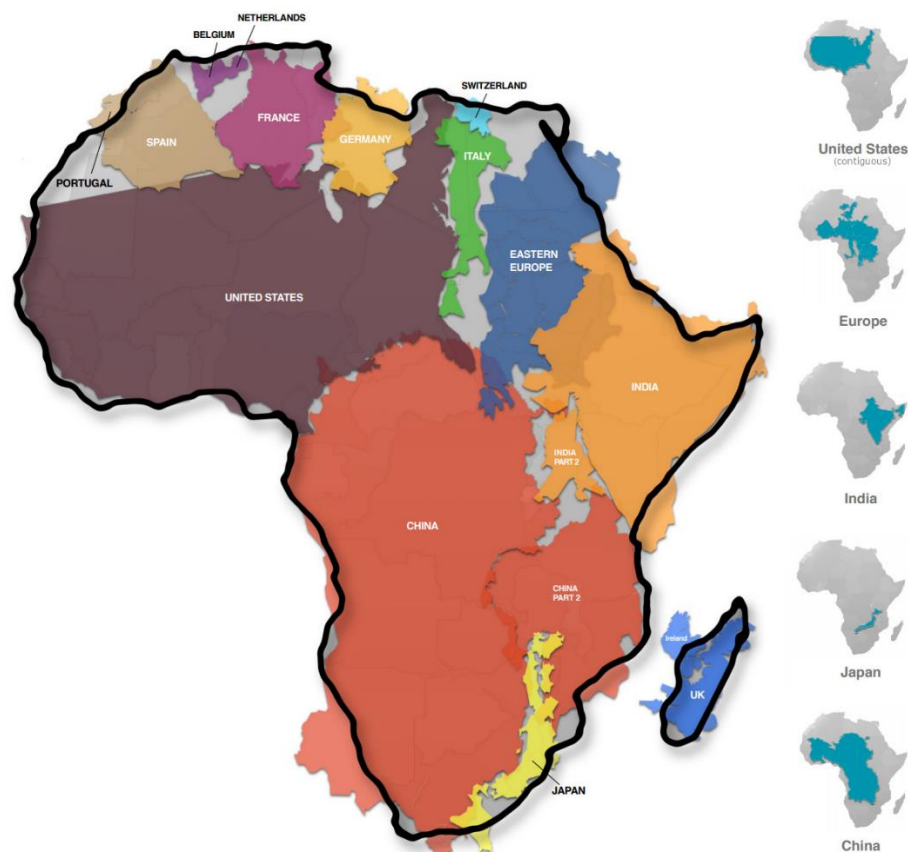 NETHERLANDS
BELGIUM
SWITZERLAND
SPAIN
FRANCE
GERMANY
ITALY
PORTUGAL
EASTERN
EUROPE
UNITED STATES
INDIA
INDIA
PART 2
CHINA
CHINA
PART 2
Ireland
UK
JAPAN
United States
(contiguous)
Europe
India
Japan
China